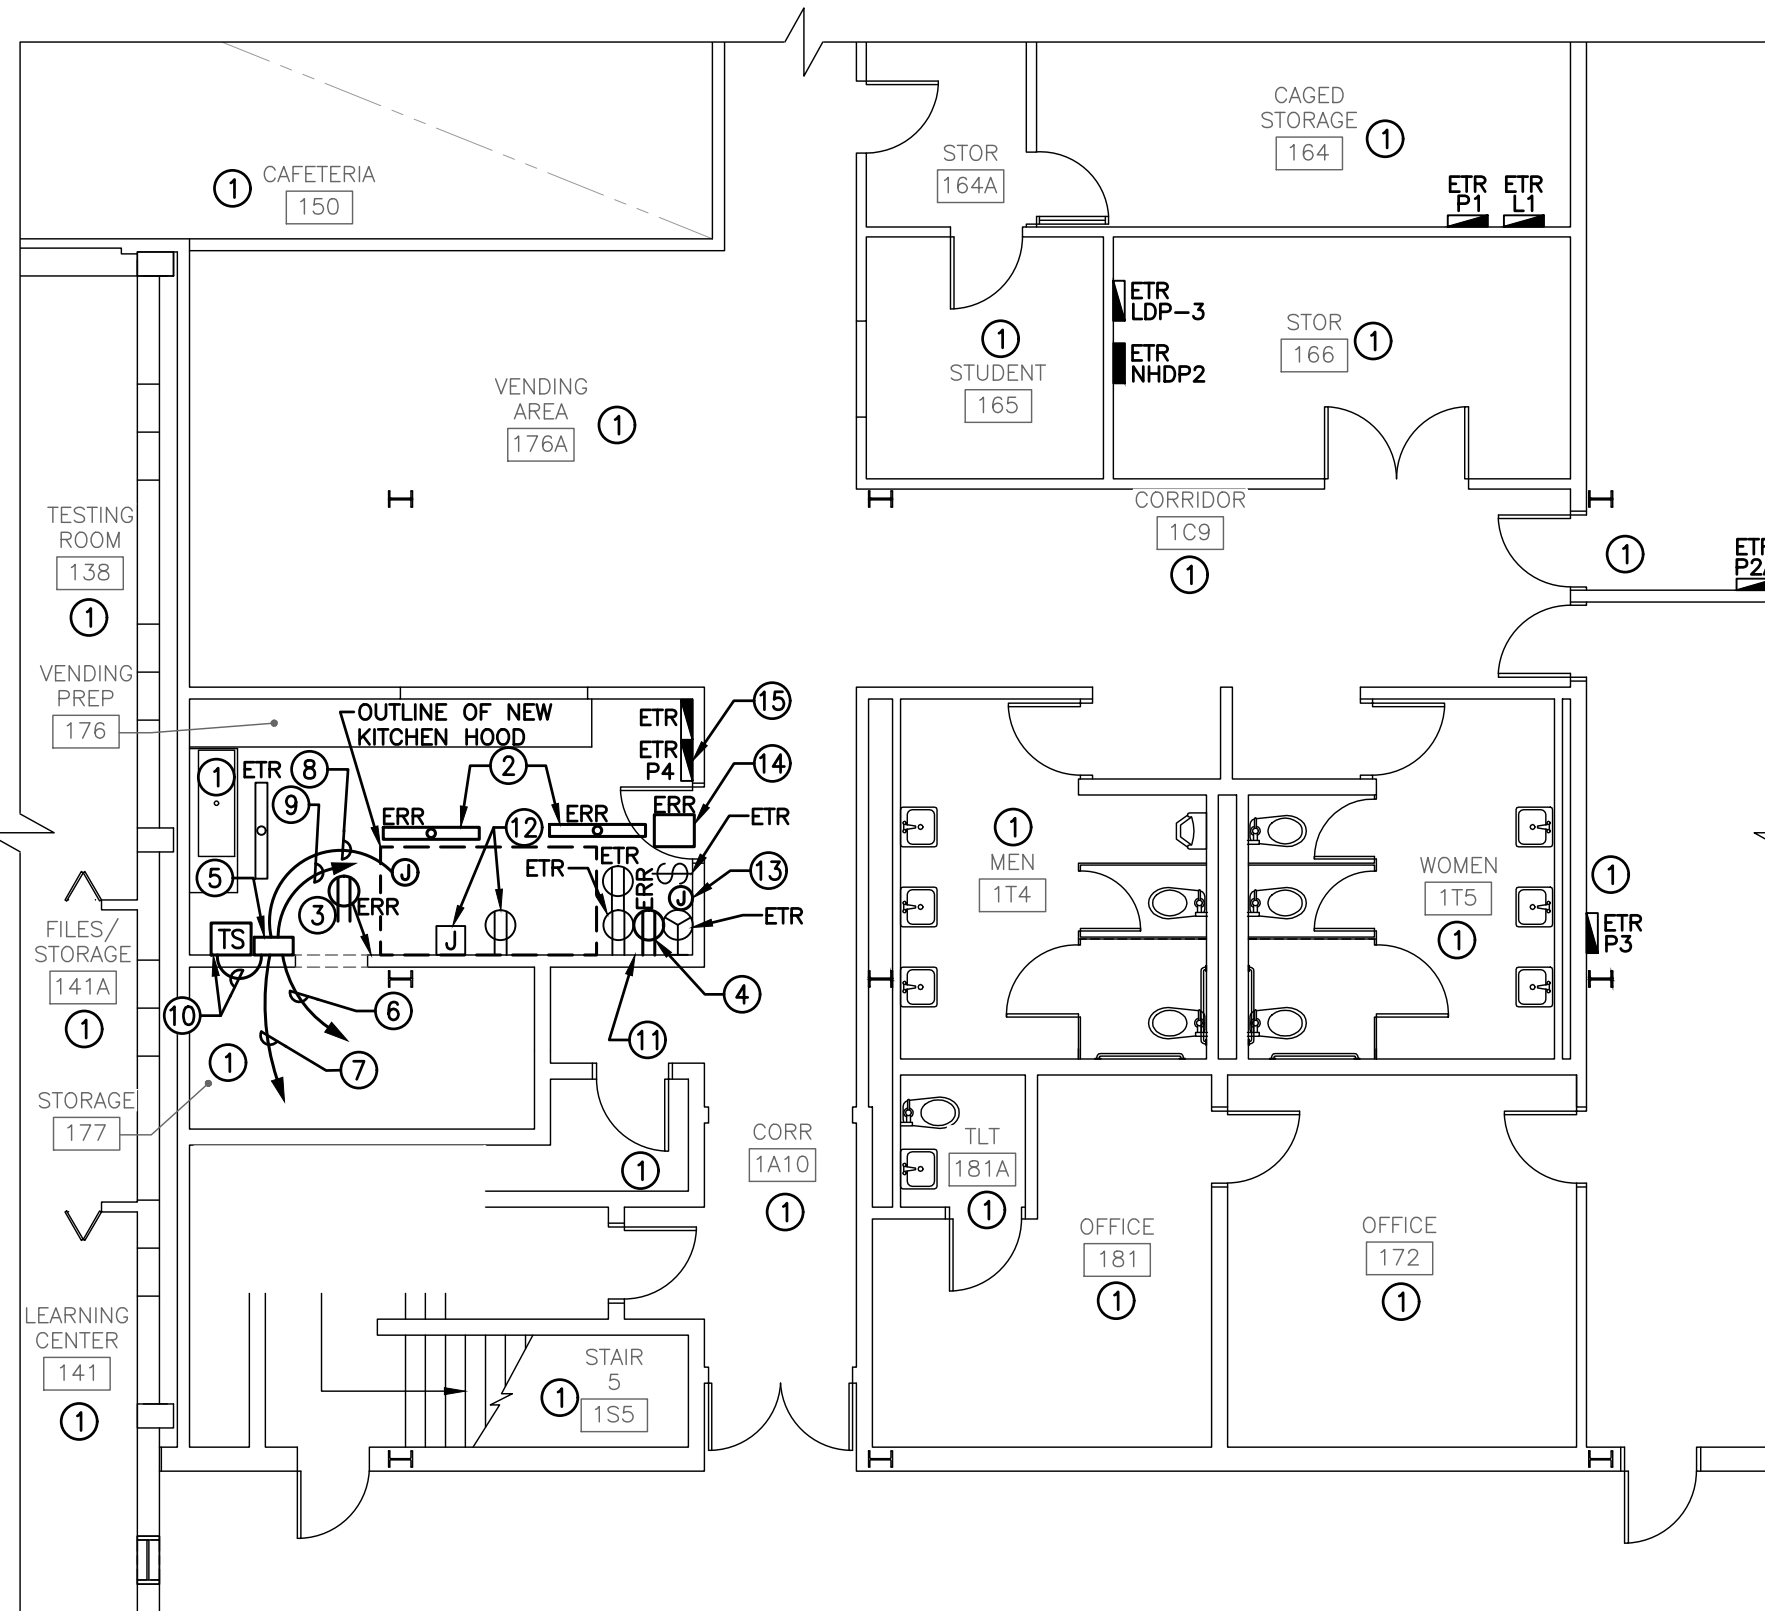 CAGED
STORAGE
164
1
STOR
164A
CAFETERIA
150
1
ETR
P1
ETR
L1
ETR
LDP-3
ETR
NHDP2
1
STUDENT
165
STOR
166
1
VENDING
AREA
176A
1
CORRIDOR
1C9
1
1
TESTING
ROOM
138
1
VENDING
PREP
176
OUTLINE OF NEW
KITCHEN HOOD
ETR
15
ETR
P4
1
ETR
8
9
2
14
ERR
ERR
ERR
12
ETR
5
ETR
ETR
ERR
S
J
J
13
3
ERR
ETR
TS
J
4
10
6
11
7
1
MEN
1T4
WOMEN
1T5
1
1
ETR
P3
FILES/
STORAGE
141A
1
1
STORAGE
177
1
CORR
1A10
1
TLT
181A
1
OFFICE
181
1
OFFICE
172
1
LEARNING
CENTER
141
1
STAIR
5
1S5
1